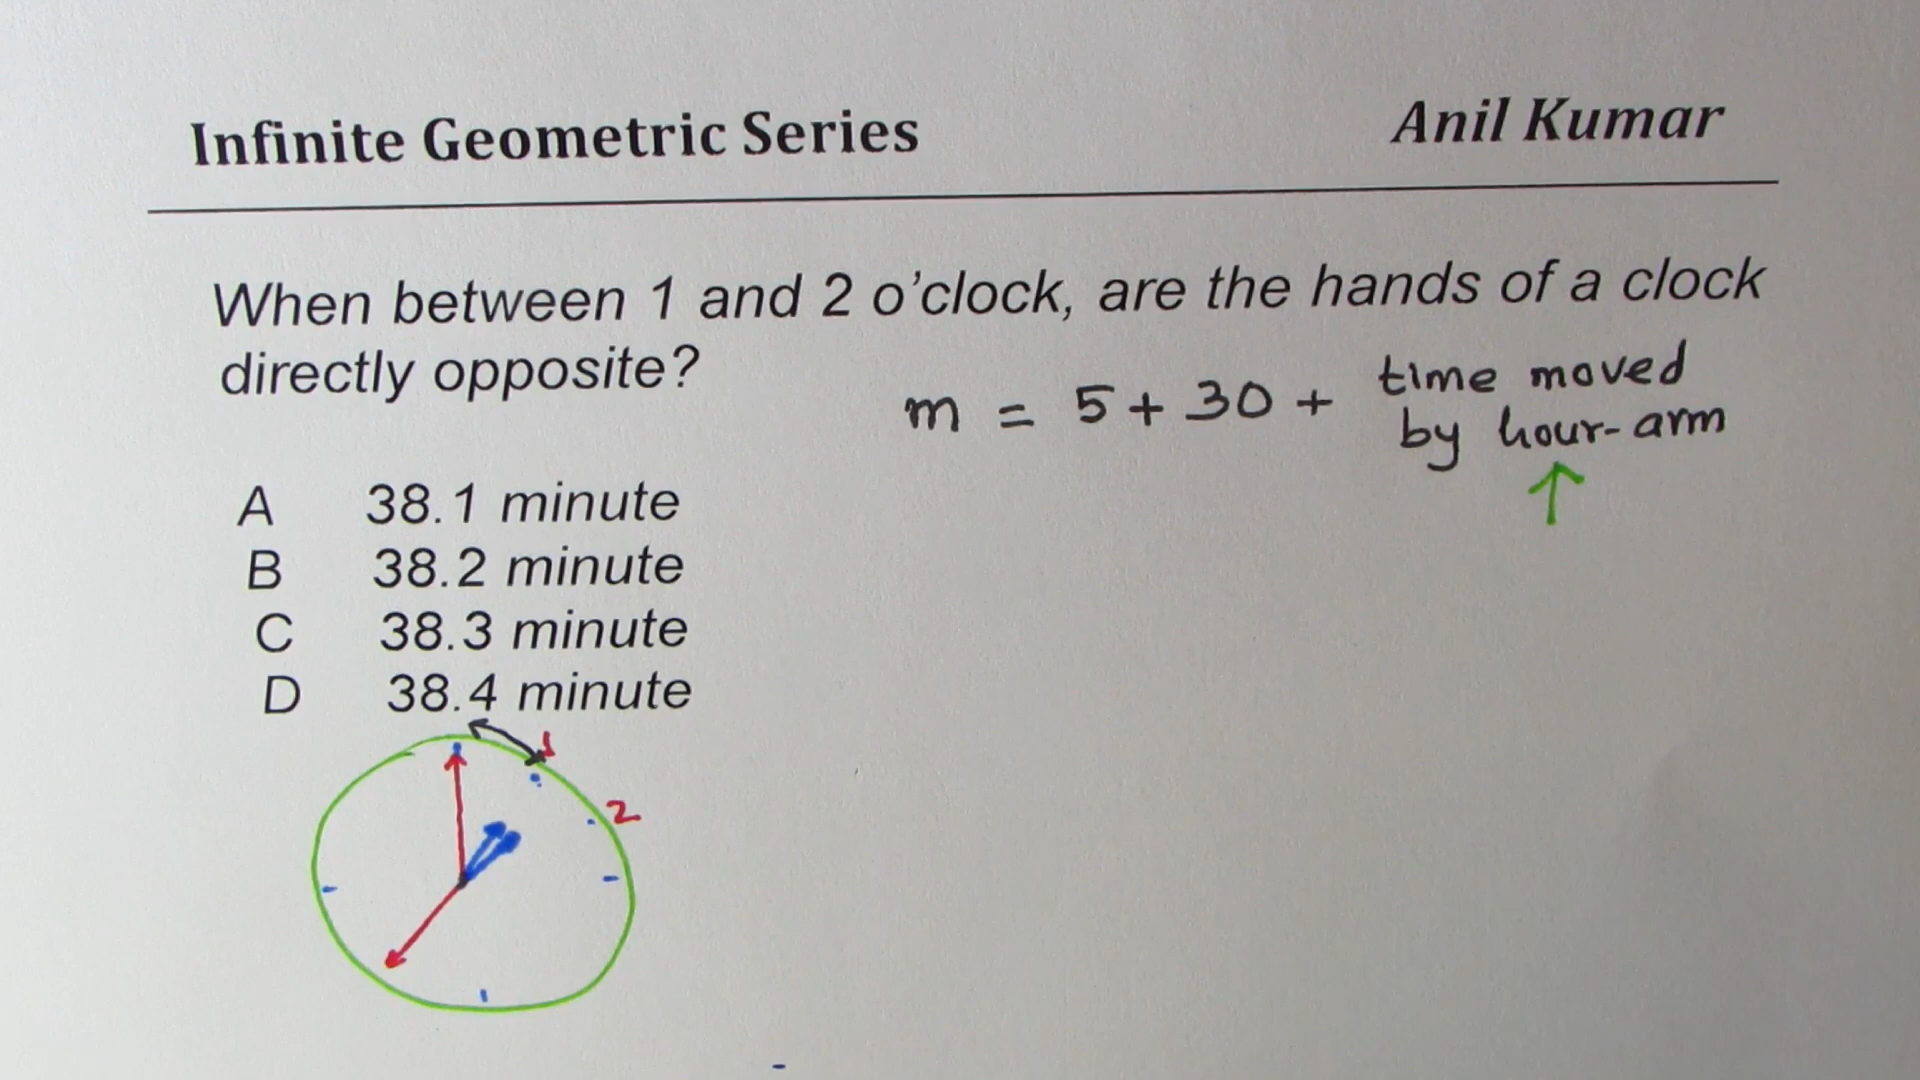 Infinite Geometric Series
Anil Kumar
When between 1 and 2 o'clock, are the hands of a clock
directly opposite?
m = 5 + 30 + time moved
by hour-arm
A 38.1 minute
B 38.2 minute
C 38.3 minute
D 38.4 minute
1
2